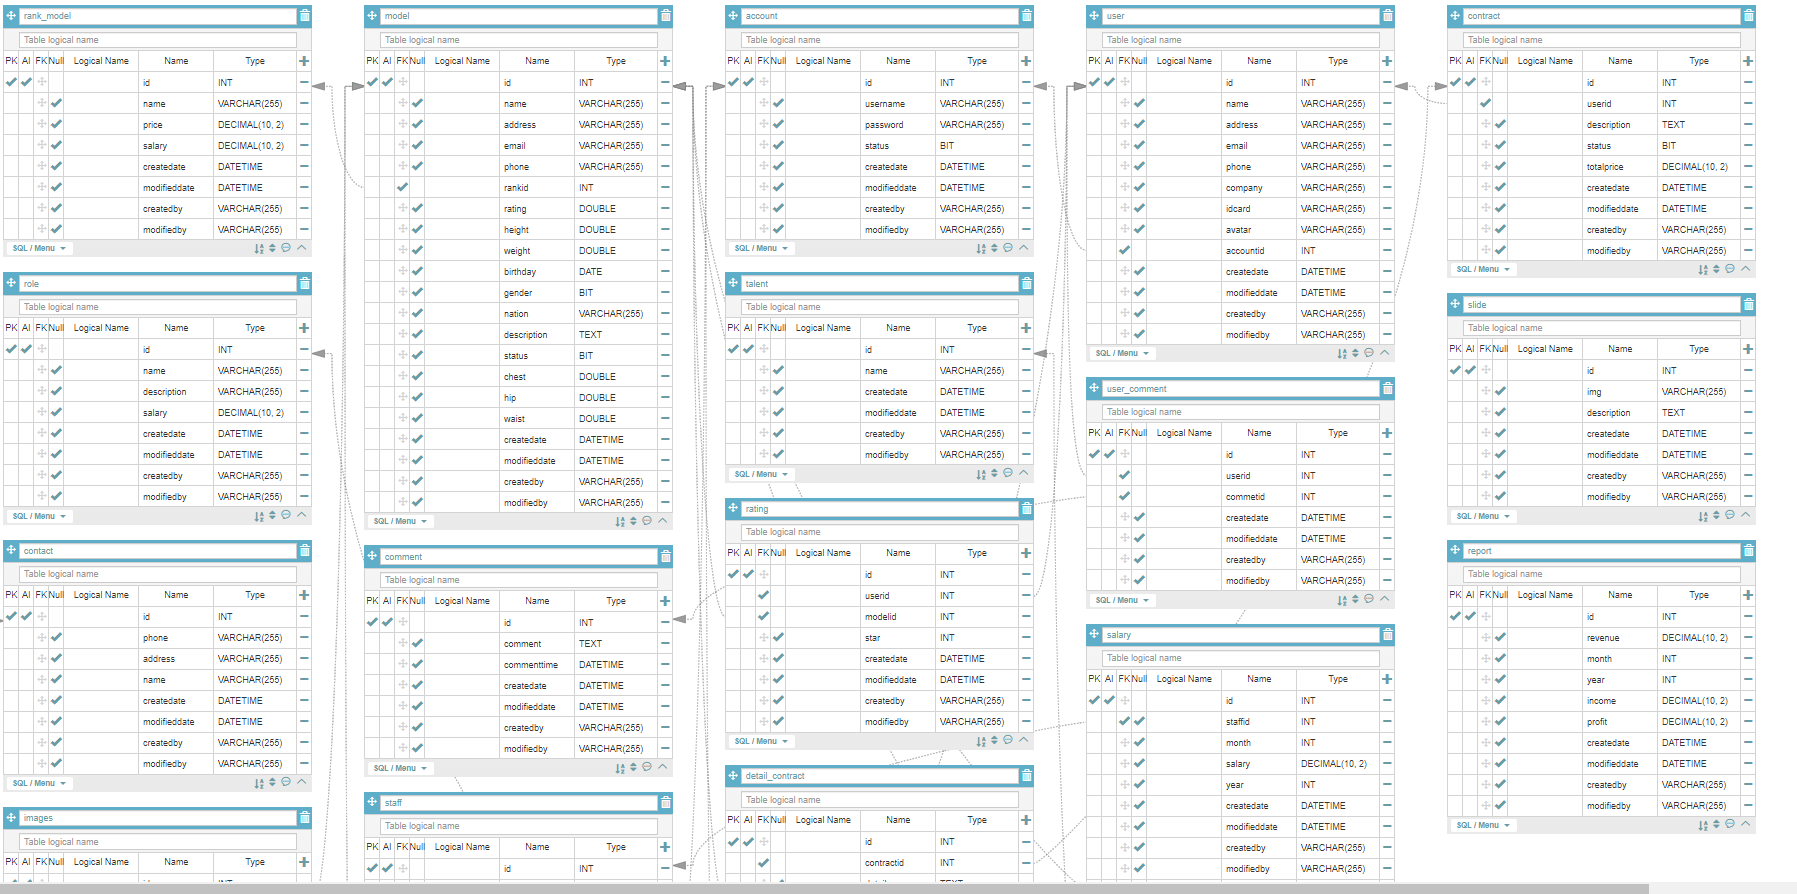 rank_model
Table logical name
PK AI FK Null Logical Name Name Type
id INT
name VARCHAR(255)
price DECIMAL(10, 2)
salary DECIMAL(10, 2)
createdate DATETIME
modifieddate DATETIME
createdby VARCHAR(255)
modifiedby VARCHAR(255)
SQL / Menu
role
Table logical name
PK AI FK Null Logical Name Name Type
id INT
name VARCHAR(255)
description VARCHAR(255)
salary DECIMAL(10, 2)
createdate DATETIME
modifieddate DATETIME
createdby VARCHAR(255)
modifiedby VARCHAR(255)
SQL / Menu
contact
Table logical name
PK AI FK Null Logical Name Name Type
id INT
phone VARCHAR(255)
address VARCHAR(255)
name VARCHAR(255)
createdate DATETIME
modifieddate DATETIME
createdby VARCHAR(255)
modifiedby VARCHAR(255)
SQL / Menu
images
Table logical name
PK AI FK Null Logical Name Name Type
model
Table logical name
PK AI FK Null Logical Name Name Type
id INT
name VARCHAR(255)
address VARCHAR(255)
email VARCHAR(255)
phone VARCHAR(255)
rankid INT
rating DOUBLE
height DOUBLE
weight DOUBLE
birthday DATE
gender BIT
nation VARCHAR(255)
description TEXT
status BIT
chest DOUBLE
hip DOUBLE
waist DOUBLE
createdate DATETIME
modifieddate DATETIME
createdby VARCHAR(255)
modifiedby VARCHAR(255)
SQL / Menu
comment
Table logical name
PK AI FK Null Logical Name Name Type
id INT
comment TEXT
commenttime DATETIME
createdate DATETIME
modifieddate DATETIME
createdby VARCHAR(255)
modifiedby VARCHAR(255)
SQL / Menu
staff
Table logical name
PK AI FK Null Logical Name Name Type
id INT
account
Table logical name
PK AI FK Null Logical Name Name Type
id INT
username VARCHAR(255)
password VARCHAR(255)
status BIT
createdate DATETIME
modifieddate DATETIME
createdby VARCHAR(255)
modifiedby VARCHAR(255)
SQL / Menu
talent
Table logical name
PK AI FK Null Logical Name Name Type
id INT
name VARCHAR(255)
createdate DATETIME
modifieddate DATETIME
createdby VARCHAR(255)
modifiedby VARCHAR(255)
SQL / Menu
rating
Table logical name
PK AI FK Null Logical Name Name Type
id INT
userid INT
modelid INT
star INT
createdate DATETIME
modifieddate DATETIME
createdby VARCHAR(255)
modifiedby VARCHAR(255)
SQL / Menu
detail_contract
Table logical name
PK AI FK Null Logical Name Name Type
id INT
contractid INT
user
Table logical name
PK AI FK Null Logical Name Name Type
id INT
name VARCHAR(255)
address VARCHAR(255)
email VARCHAR(255)
phone VARCHAR(255)
company VARCHAR(255)
idcard VARCHAR(255)
avatar VARCHAR(255)
accountid INT
createdate DATETIME
modifieddate DATETIME
createdby VARCHAR(255)
modifiedby VARCHAR(255)
SQL / Menu
user_comment
Table logical name
PK AI FK Null Logical Name Name Type
id INT
userid INT
commetid INT
createdate DATETIME
modifieddate DATETIME
createdby VARCHAR(255)
modifiedby VARCHAR(255)
SQL / Menu
salary
Table logical name
PK AI FK Null Logical Name Name Type
id INT
staffid INT
month INT
salary DECIMAL(10, 2)
year INT
createdate DATETIME
modifieddate DATETIME
createdby VARCHAR(255)
modifiedby VARCHAR(255)
contract
Table logical name
PK AI FK Null Logical Name Name Type
id INT
userid INT
description TEXT
status BIT
totalprice DECIMAL(10, 2)
createdate DATETIME
modifieddate DATETIME
createdby VARCHAR(255)
modifiedby VARCHAR(255)
SQL / Menu
slide
Table logical name
PK AI FK Null Logical Name Name Type
id INT
img VARCHAR(255)
description TEXT
createdate DATETIME
modifieddate DATETIME
createdby VARCHAR(255)
modifiedby VARCHAR(255)
SQL / Menu
report
Table logical name
PK AI FK Null Logical Name Name Type
id INT
revenue DECIMAL(10, 2)
month INT
year INT
income DECIMAL(10, 2)
profit DECIMAL(10, 2)
createdate DATETIME
modifieddate DATETIME
createdby VARCHAR(255)
modifiedby VARCHAR(255)
SQL / Menu